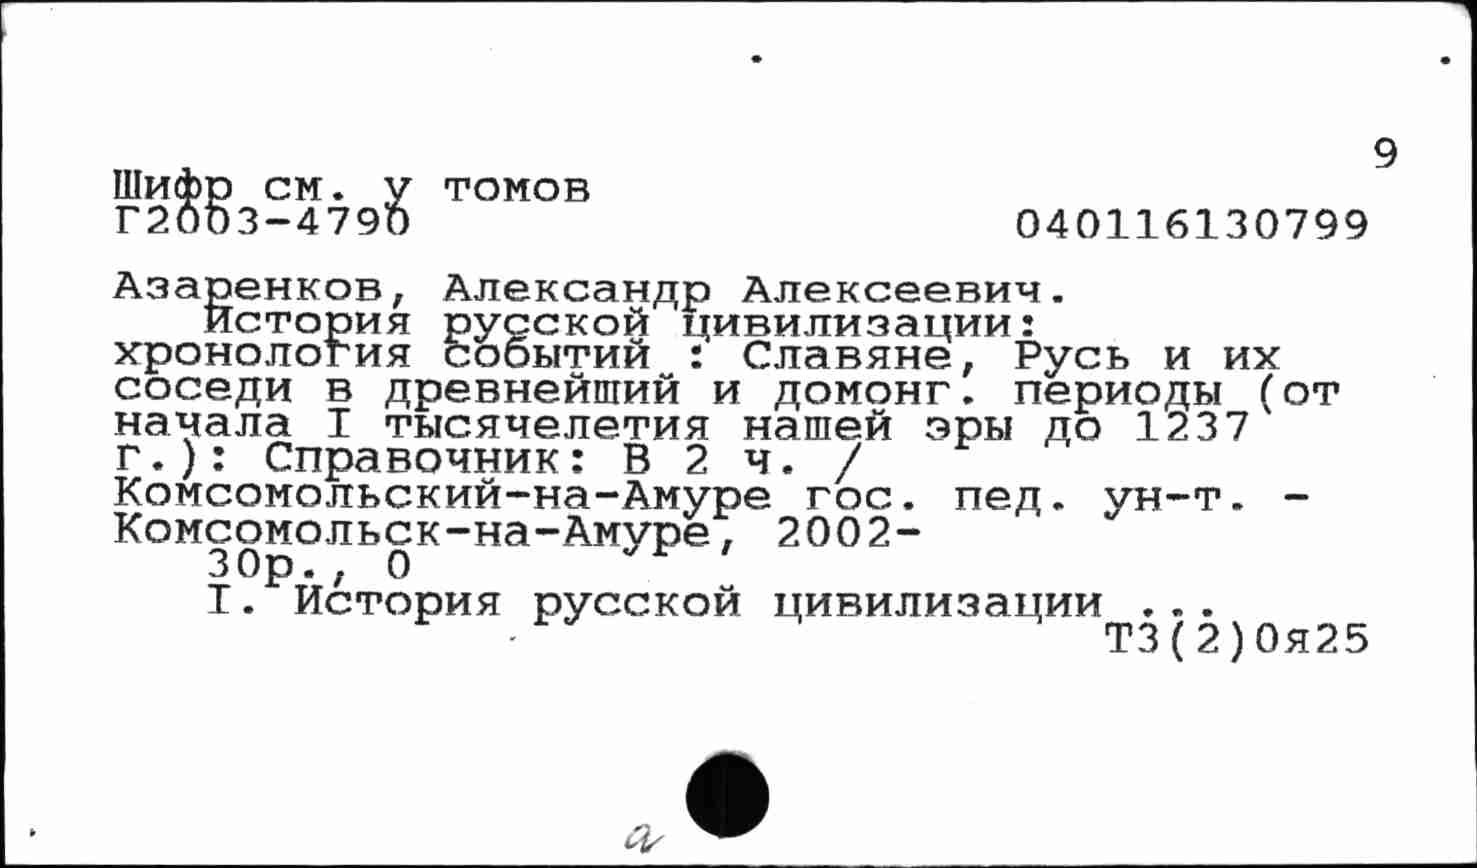 9
Шифр см. у томов
Г2003-4790 040116130799
Азаренков, Александр Алексеевич.
История русской цивилизации:
хронология событий : Славяне, Русь и их
соседи в древнейший и домонг. периоды (от
начала I тысячелетия нашей эры до 1237
г.): Справочник: В 2 ч. /
Комсомольский-на-Амуре гос. пед. ун-т. -
Комсомольск-на-Амуре, 2002-
30р., 0
I. История русской цивилизации ...
Т3(2)0я25
а